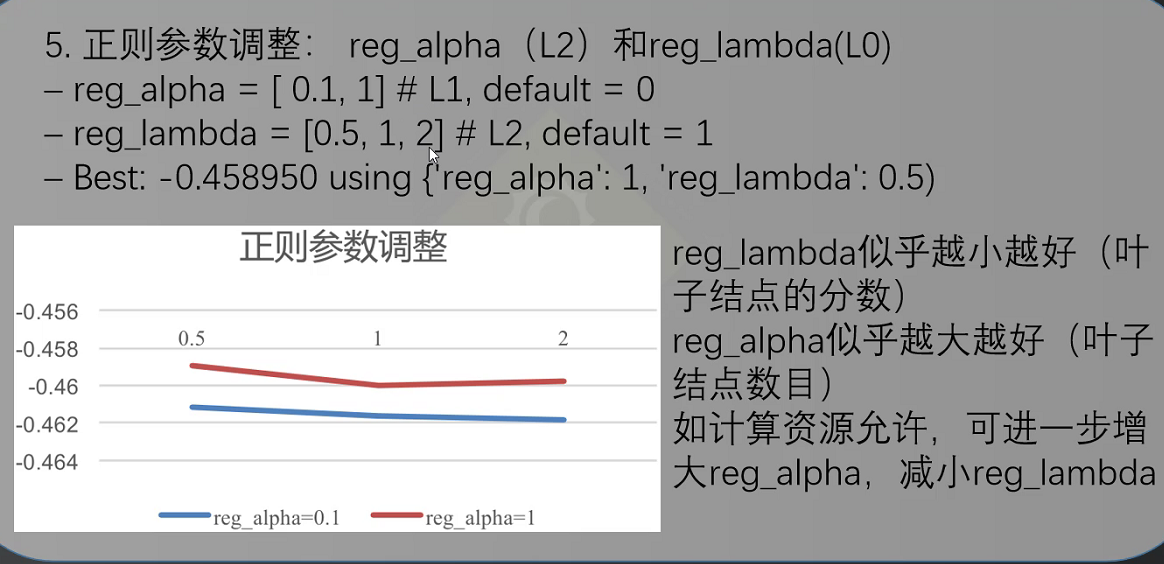 5. 正则参数调整： reg_alpha（L2）和reg_lambda(L0)
– reg_alpha = [ 0.1, 1] # L1, default = 0
– reg_lambda = [0.5, 1, 2] # L2, default = 1
– Best: -0.458950 using {'reg_alpha': 1, 'reg_lambda': 0.5)
正则参数调整
-0.456
0.5 1 2
-0.458
-0.46
-0.462
-0.464
reg_alpha=0.1 reg_alpha=1
reg_lambda似乎越小越好（叶
子结点的分数）
reg_alpha似乎越大越好（叶子
结点数目）
如计算资源允许，可进一步增
大reg_alpha，减小reg_lambda